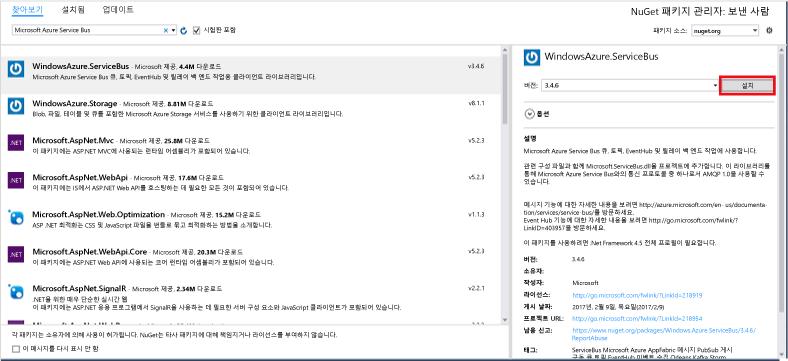 찾아보기 설치됨 업데이트
NuGet 패키지 관리자: 보낸 사람
Microsoft Azure Service Bus
시험판 포함
패키지 소스: nuget.org
WindowsAzure.ServiceBus - Microsoft 제공, 4.4M 다운로드 v3.4.6
Microsoft Azure Service Bus 큐, 토픽, EventHub 및 릴레이 백 엔드 작업용 클라이언트 라이브러리입니다.
WindowsAzure.Storage - Microsoft 제공, 8.81M 다운로드 v8.1.1
Blob, 파일, 테이블 및 큐를 포함한 Microsoft Azure Storage 서비스를 사용하기 위한 클라이언트 라이브러리입니다.
.NET
Microsoft.AspNet.Mvc - Microsoft 제공, 25.8M 다운로드 v5.2.3
이 패키지에는 ASP.NET MVC에 사용되는 런타임 어셈블리가 포함되어 있습니다.
.NET
Microsoft.AspNet.WebApi - Microsoft 제공, 17.6M 다운로드 v5.2.3
이 패키지에는 IIS에서 ASP.NET Web API를 호스팅하는 데 필요한 모든 것이 포함되어 있습니다.
Microsoft.AspNet.Web.Optimization - Microsoft 제공, 15.2M 다운로드 v1.1.3
ASP .NET 최적화는 CSS 및 JavaScript 파일을 번들로 묶고 최적화하는 방법을 소개합니다.
.NET
Microsoft.AspNet.WebApi.Core - Microsoft 제공, 20.3M 다운로드 v5.2.3
이 패키지에는 ASP.NET Web API에 사용되는 코어 런타임 어셈블리가 포함되어 있습니다.
Microsoft.AspNet.SignalR - Microsoft 제공, 2.34M 다운로드 v2.2.1
.NET을 위한 매우 단순한 실시간 웹
이 패키지에는 ASP.NET 응용 프로그램에서 SignalR을 사용하는 데 필요한 서버 구성 요소와 JavaScript 클라이언트가 포함되어 있습니다.
각 패키지는 소유자에 의해 사용이 허가됩니다. NuGet는 타사 패키지에 대해 책임지거나 라이선스를 부여하지 않습니다.
이 메시지를 다시 표시 안 함
WindowsAzure.ServiceBus
버전: 3.4.6 설치
옵션
설명
Microsoft Azure Service Bus 큐, 토픽, EventHub 및 릴레이 백 엔드 작업에 사용합니다.
관련 구성 파일과 함께 Microsoft.ServiceBus.dll을 프로젝트에 추가합니다. 이 라이브러리를
통해 Microsoft Azure Service Bus와의 통신 프로토콜 중 하나로서 AMQP 1.0를 사용할 수
있습니다.
메시지 기능에 대한 자세한 내용을 보려면 http://azure.microsoft.com/en- us/documenta-
tion/services/service-bus/를 방문하세요.
Event Hub 기능에 대한 자세한 내용을 보려면 http://go.microsoft.com/fwlink/?
LinkID=403957을 방문하세요.
이 패키지를 사용하려면 .Net Framework 4.5 전체 프로필이 필요합니다.
버전: 3.4.6
소유자:
작성자: Microsoft
라이선스: http://go.microsoft.com/fwlink/?LinkId=218919
게시 날짜: 2017년, 2월 9일, 목요일(2017/2/9)
프로젝트 URL: http://go.microsoft.com/fwlink/?LinkId=218954
남용 신고: https://www.nuget.org/packages/WindowsAzure.ServiceBus/3.4.6/
ReportAbuse
태그: ServiceBus Microsoft Azure AppFabric 메시지 PubSub 게시